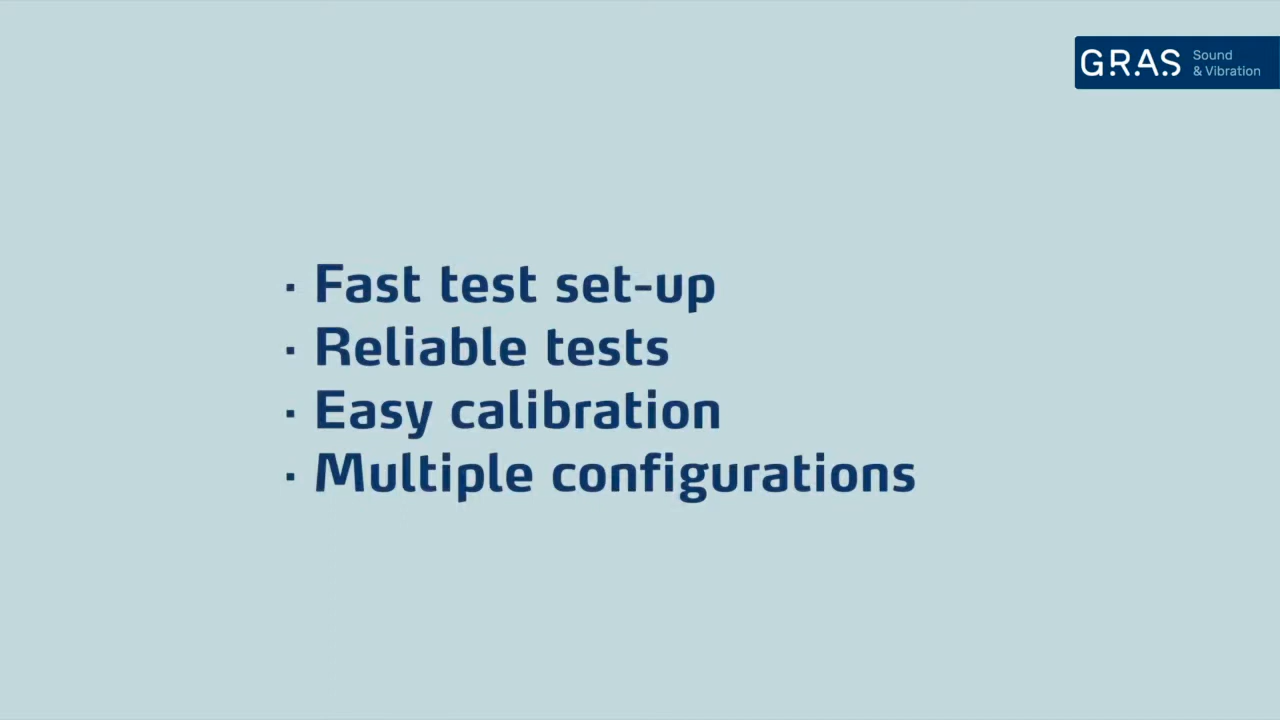 GRAS Sound
& Vibration
· Fast test set-up
· Reliable tests
· Easy calibration
· Multiple configurations